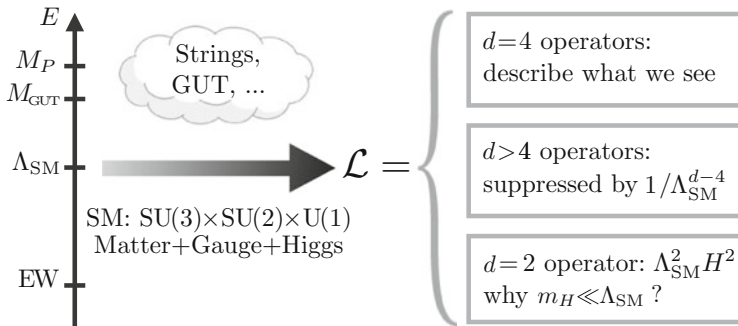 E
M_P
M_GUT
Λ_SM
EW
Strings,
GUT, ...
SM: SU(3)×SU(2)×U(1)
Matter+Gauge+Higgs
ℒ =
d=4 operators:
describe what we see
d>4 operators:
suppressed by 1/Λ_SM^{d−4}
d=2 operator: Λ_SM^2 H^2
why m_H≪Λ_SM ?